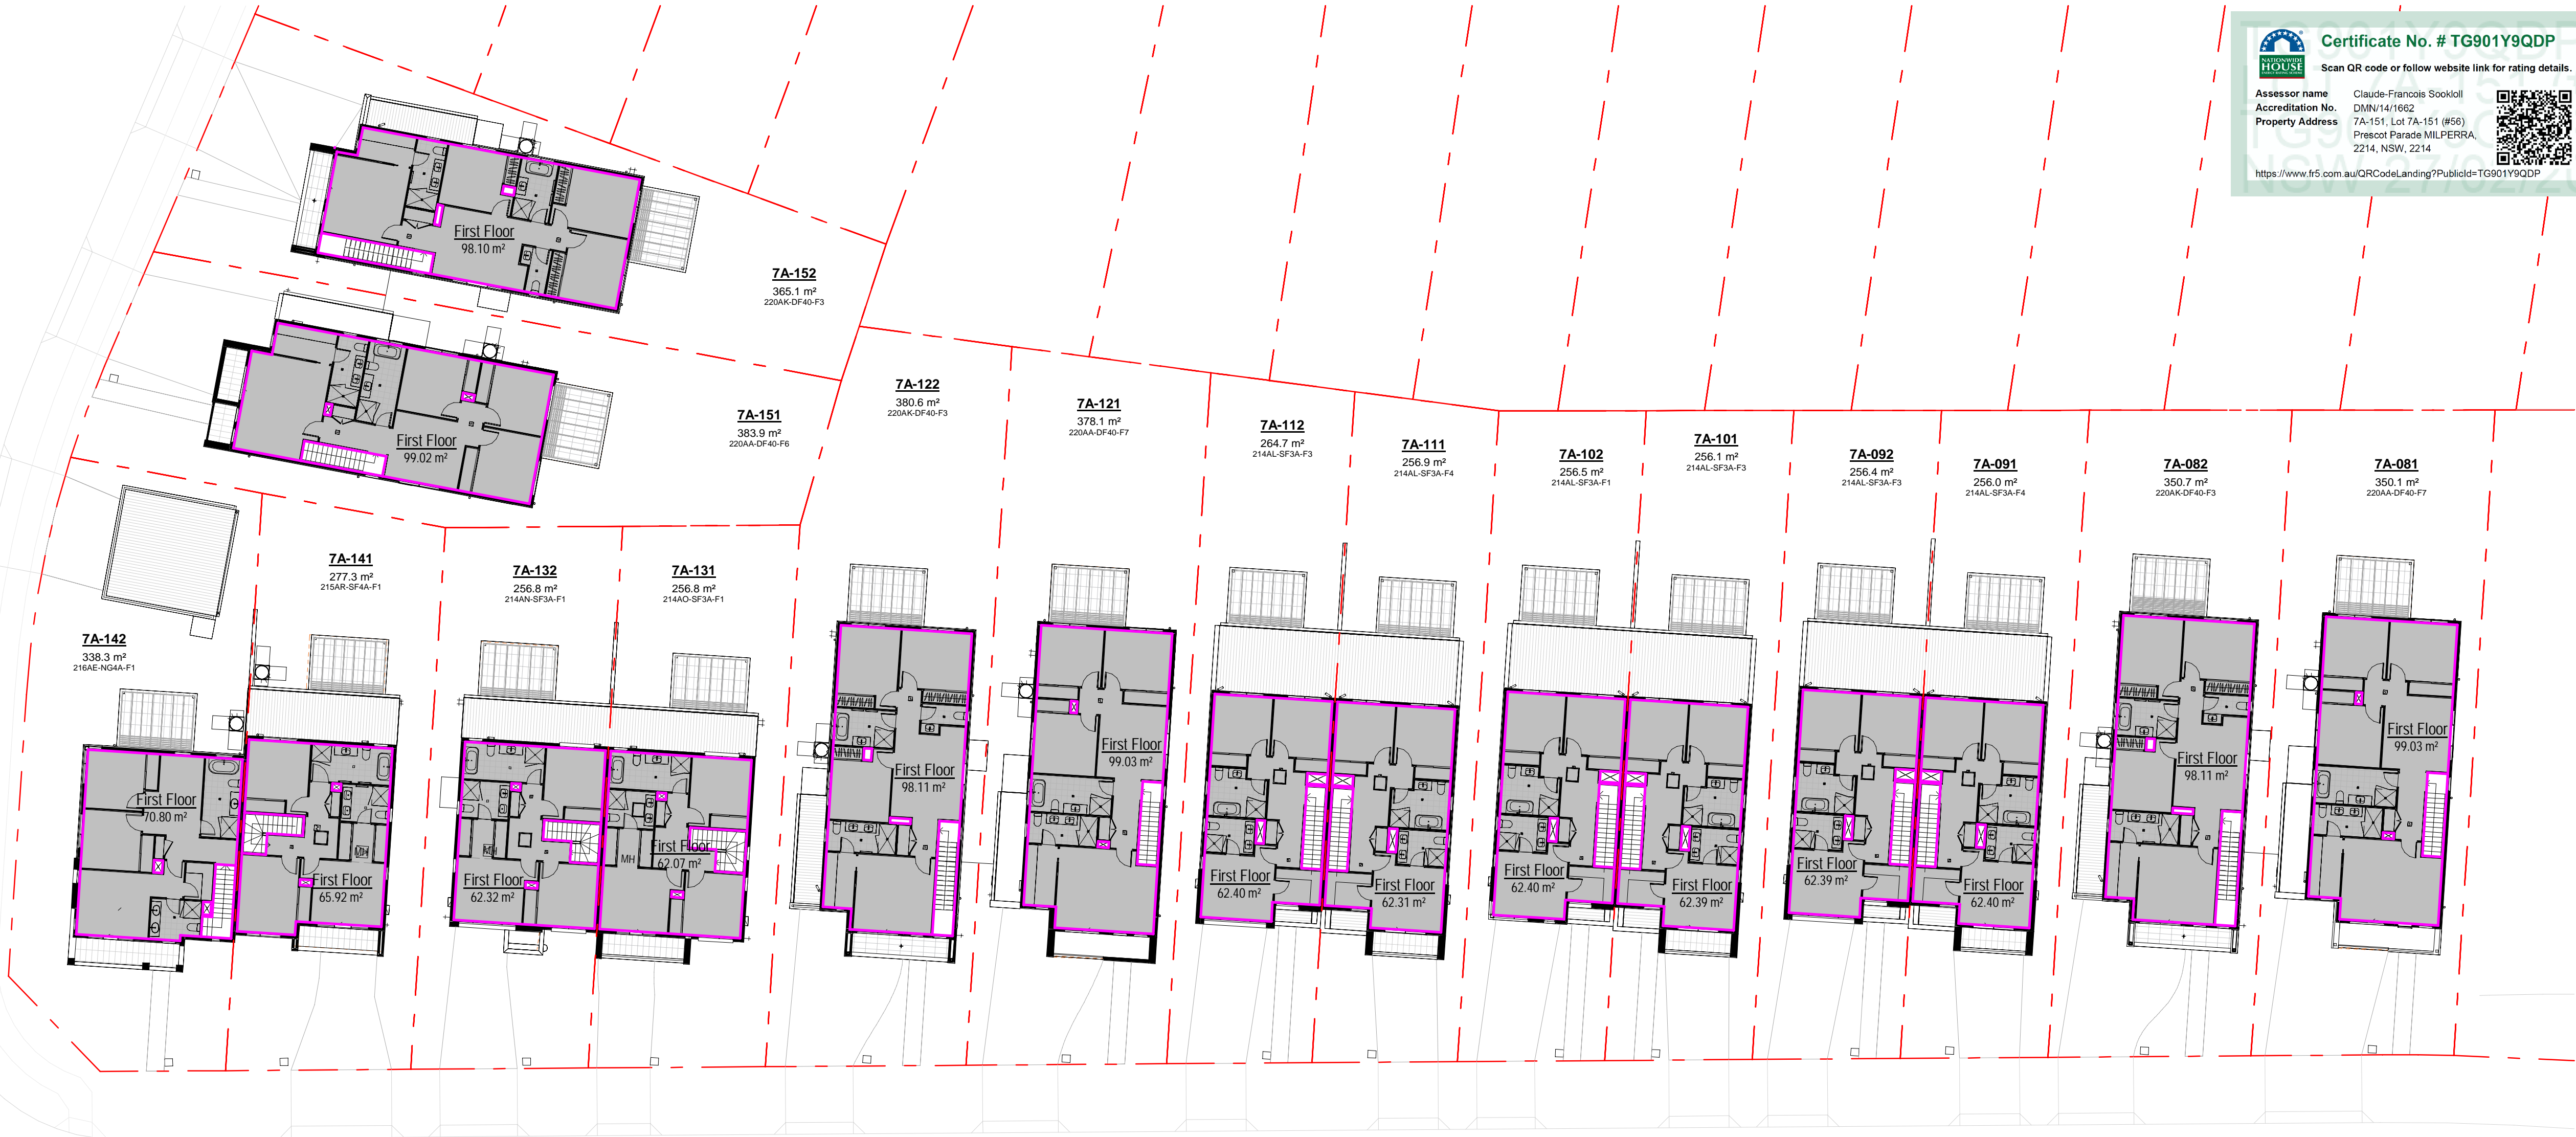 Certificate No. # TG901Y9QDP
Scan QR code or follow website link for rating details.
NATIONWIDE
HOUSE
ENERGY RATING SCHEME
Assessor name Claude-Francois Sookloll
Accreditation No. DMN/14/1662
Property Address 7A-151, Lot 7A-151 (#56)
Prescot Parade MILPERRA,
2214, NSW, 2214
https://www.fr5.com.au/QRCodeLanding?PublicId=TG901Y9QDP
First Floor
98.10 m²
7A-152
365.1 m²
220AK-DF40-F3
First Floor
99.02 m²
7A-151
383.9 m²
220AA-DF40-F6
7A-122
380.6 m²
220AK-DF40-F3
7A-121
378.1 m²
220AA-DF40-F7
7A-112
264.7 m²
214AL-SF3A-F3
7A-111
256.9 m²
214AL-SF3A-F4
7A-102
256.5 m²
214AL-SF3A-F1
7A-101
256.1 m²
214AL-SF3A-F3
7A-092
256.4 m²
214AL-SF3A-F3
7A-091
256.0 m²
214AL-SF3A-F4
7A-082
350.7 m²
220AK-DF40-F3
7A-081
350.1 m²
220AA-DF40-F7
7A-141
277.3 m²
215AR-SF4A-F1
7A-132
256.8 m²
214AN-SF3A-F1
7A-131
256.8 m²
214AO-SF3A-F1
7A-142
338.3 m²
216AE-NG4A-F1
First Floor
70.80 m²
MH
First Floor
65.92 m²
MH
First Floor
62.32 m²
MH
First Floor
62.07 m²
First Floor
98.11 m²
First Floor
99.03 m²
First Floor
62.40 m²
First Floor
62.31 m²
First Floor
62.40 m²
First Floor
62.39 m²
First Floor
62.39 m²
First Floor
62.40 m²
First Floor
98.11 m²
First Floor
99.03 m²